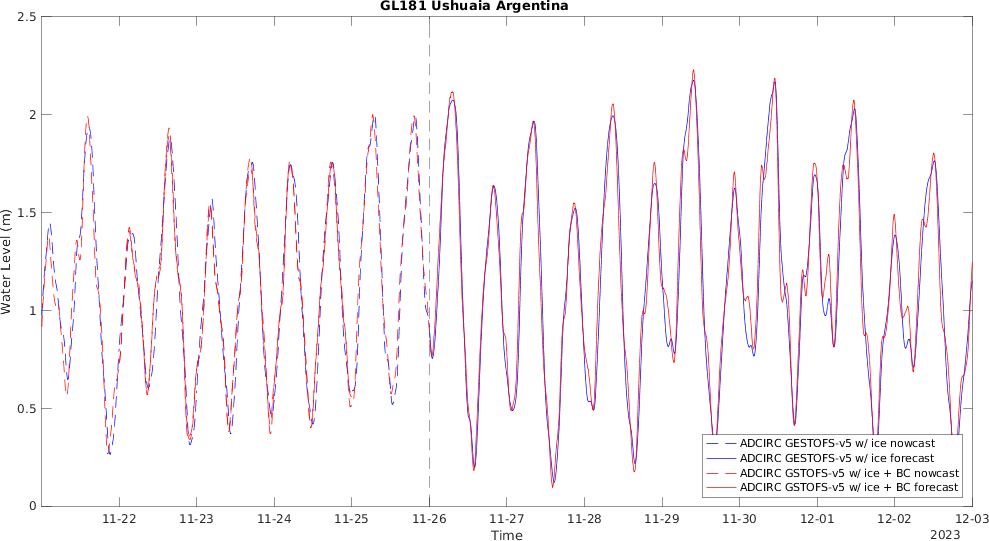 GL181 Ushuaia Argentina
2.5
2
1.5
1
0.5
0
Water Level (m)
11-22
11-23
11-24
11-25
11-26
11-27
11-28
11-29
11-30
12-01
12-02
12-03
Time
2023
ADCIRC GESTOFS-v5 w/ ice nowcast
ADCIRC GESTOFS-v5 w/ ice forecast
ADCIRC GSTOFS-v5 w/ ice + BC nowcast
ADCIRC GSTOFS-v5 w/ ice + BC forecast